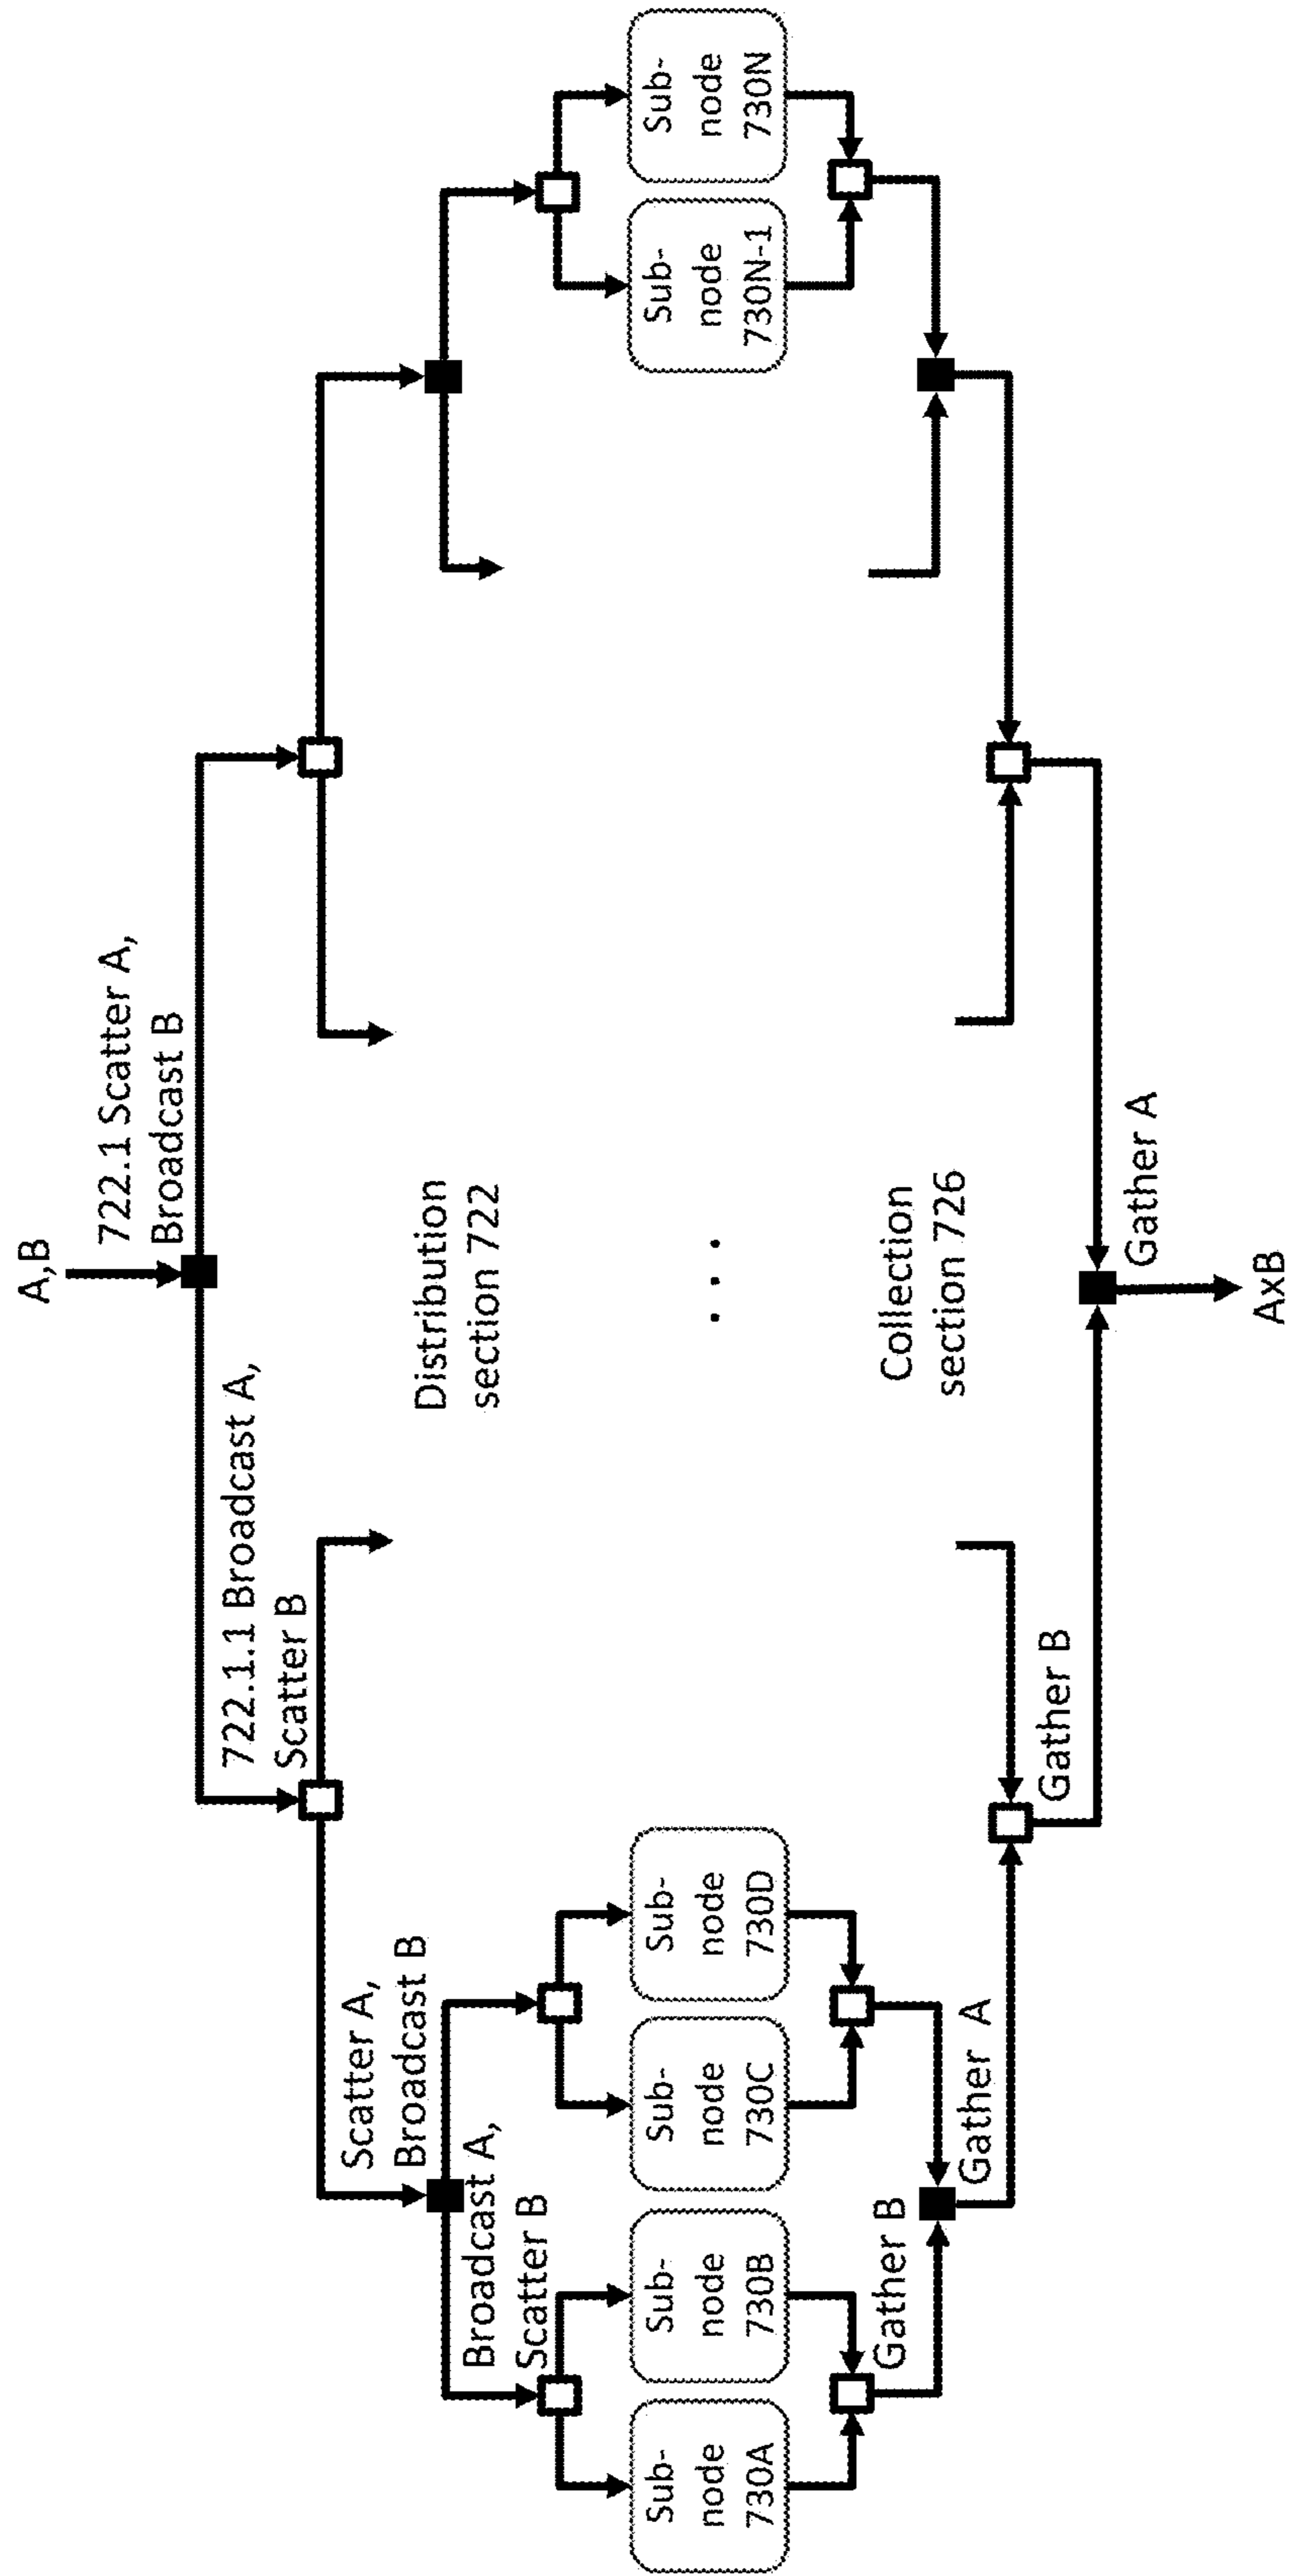 A,B
722.1 Scatter A,
Broadcast B
722.1.1 Broadcast A,
Scatter B
Scatter A,
Broadcast B
Broadcast A,
Scatter B
Distribution
section 722
Sub-
node
730A
Sub-
node
730B
Sub-
node
730C
Sub-
node
730D
. . .
Sub-
node
730N-1
Sub-
node
730N
Collection
section 726
Gather B
Gather A
Gather B
Gather A
AxB